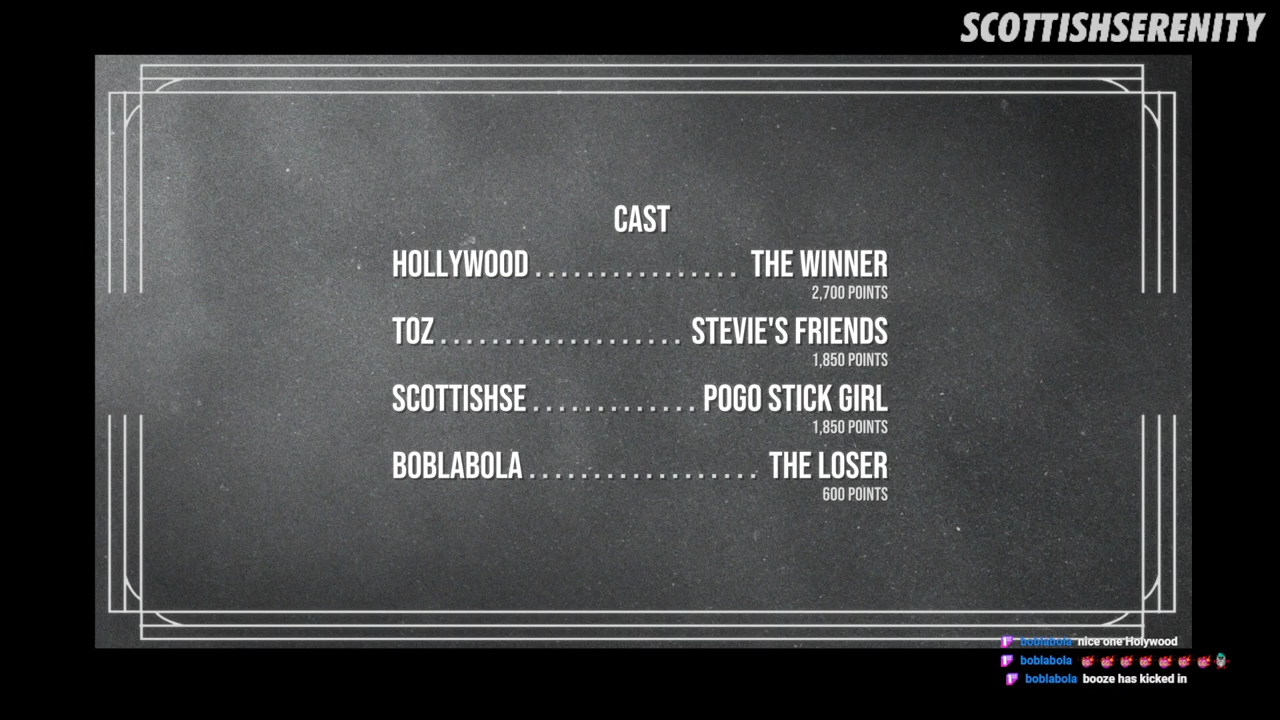 SCOTTISHSERENITY
CAST
HOLLYWOOD ................ THE WINNER
2,700 POINTS
TOZ ................... STEVIE'S FRIENDS
1,850 POINTS
SCOTTISHSE ............. POGO STICK GIRL
1,850 POINTS
BOBLABOLA .................. THE LOSER
600 POINTS
boblabola nice one Holywood
boblabola
boblabola booze has kicked in